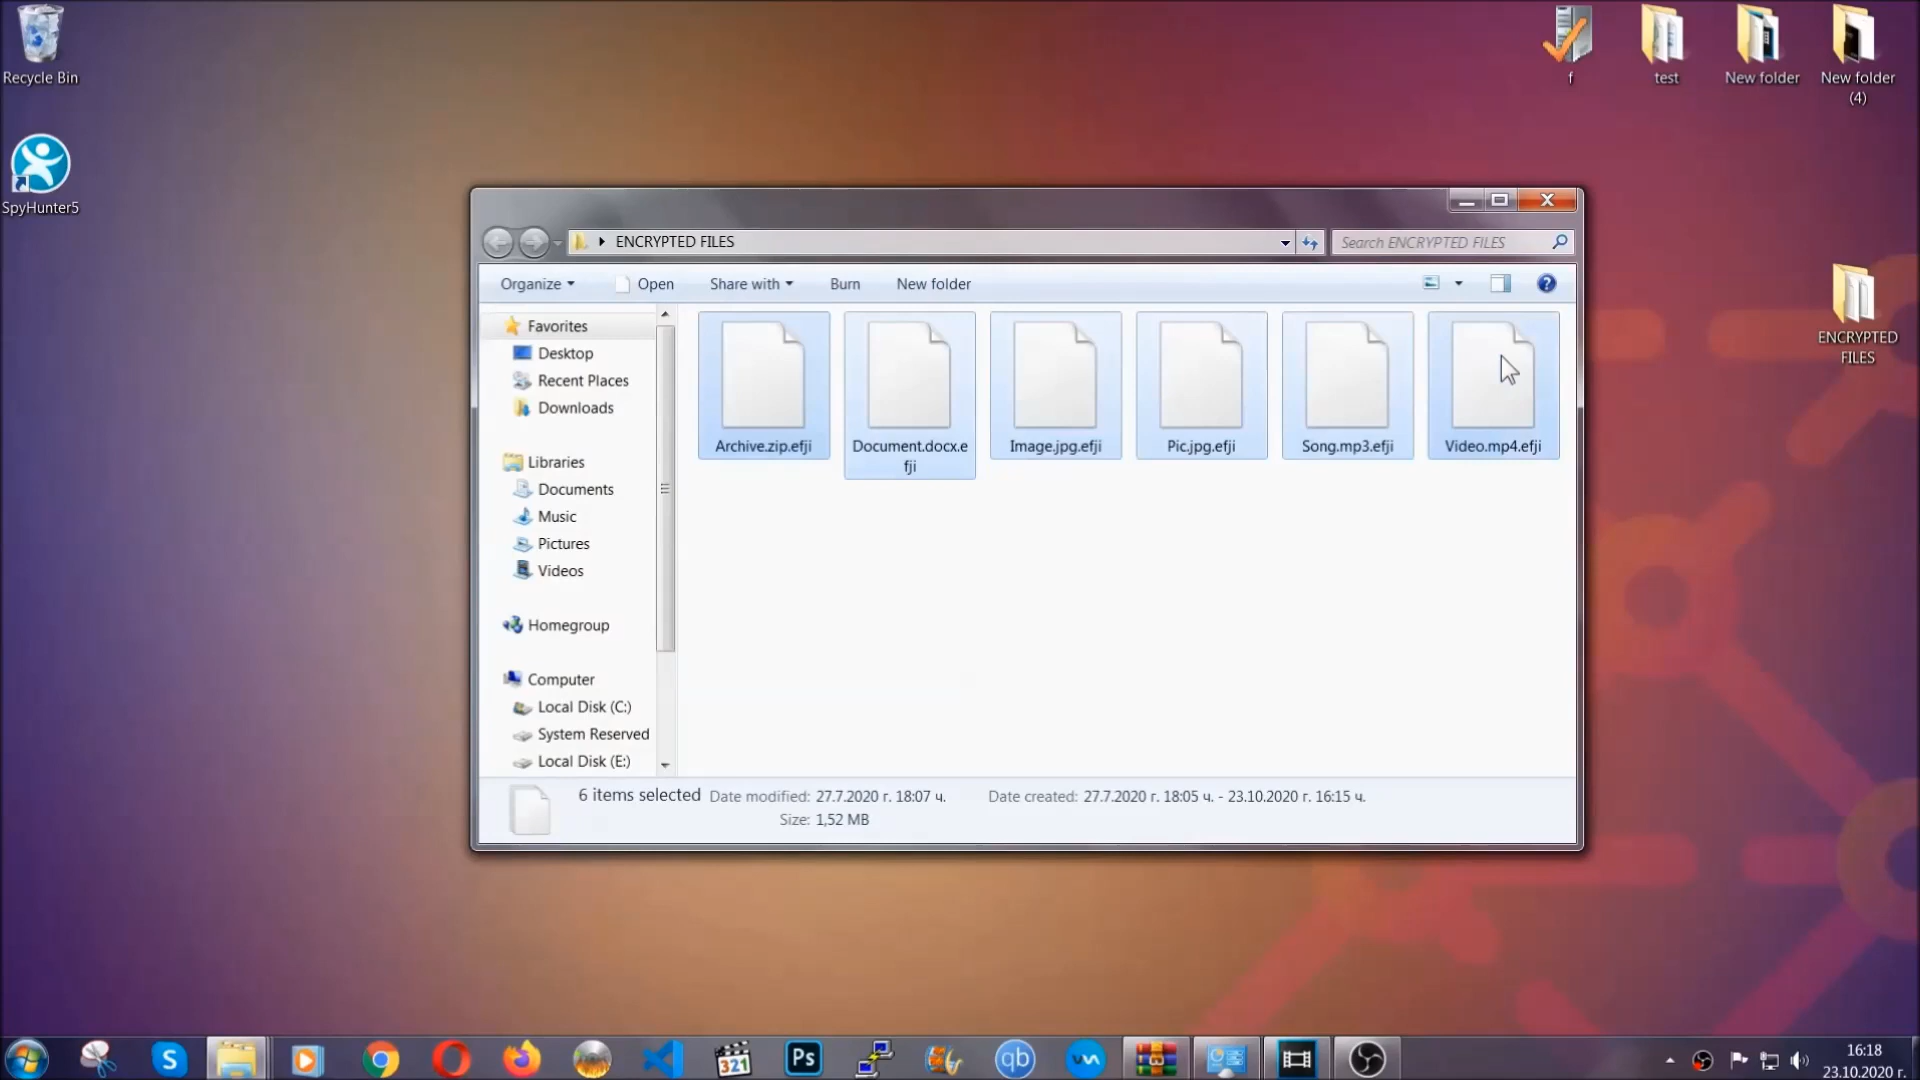 Recycle Bin
SpyHunter5
f
test
New folder
New folder
(4)
ENCRYPTED
FILES
ENCRYPTED FILES
Search ENCRYPTED FILES
Organize
Open
Share with
Burn
New folder
Favorites
Desktop
Recent Places
Downloads
Libraries
Documents
Music
Pictures
Videos
Homegroup
Computer
Local Disk (C:)
System Reserved
Local Disk (E:)
Archive.zip.efji
Document.docx.e
fji
Image.jpg.efji
Pic.jpg.efji
Song.mp3.efji
Video.mp4.efji
6 items selected Date modified: 27.7.2020 г. 18:07 ч. Date created: 27.7.2020 г. 18:05 ч. - 23.10.2020 г. 16:15 ч.
Size: 1,52 MB
S
321
Ps
qb
16:18
23.10.2020 г.